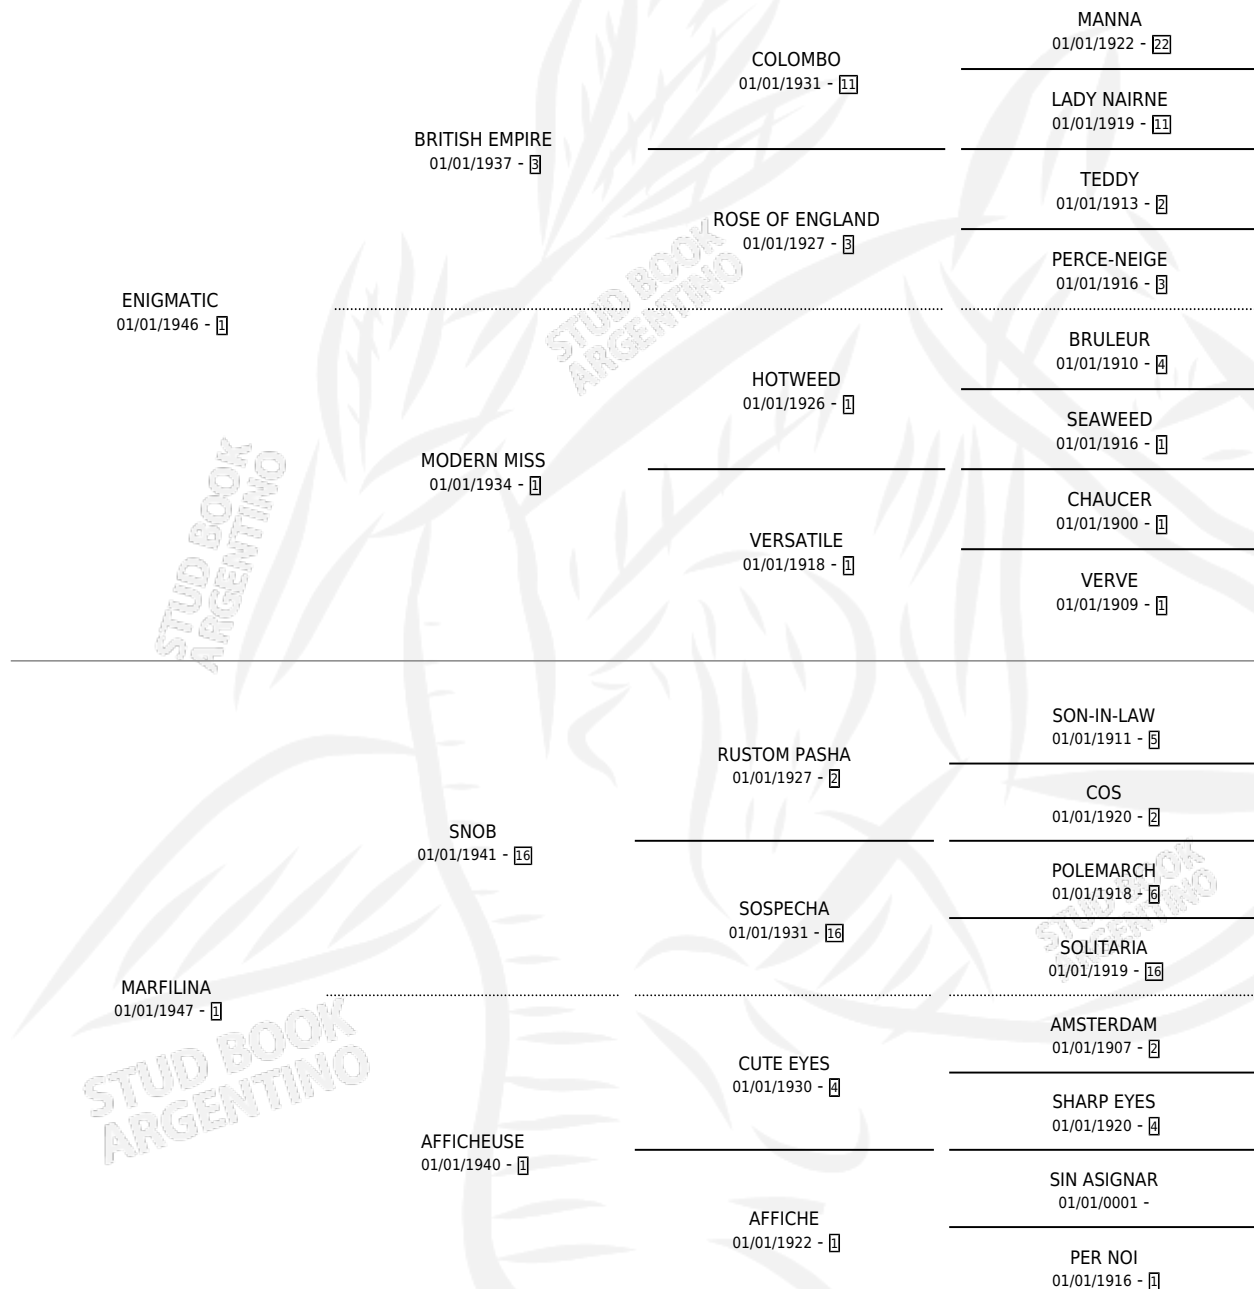 MANNA
01/01/1922 - 22
COLOMBO
01/01/1931 - 11
LADY NAIRNE
01/01/1919 - 11
BRITISH EMPIRE
01/01/1937 - 3
TEDDY
01/01/1913 - 2
ROSE OF ENGLAND
01/01/1927 - 3
PERCE-NEIGE
01/01/1916 - 3
ENIGMATIC
01/01/1946 - 1
STUD BOOK
ARGENTINO
BRULEUR
01/01/1910 - 4
HOTWEED
01/01/1926 - 1
SEAWEED
01/01/1916 - 1
MODERN MISS
01/01/1934 - 1
CHAUCER
01/01/1900 - 1
VERSATILE
01/01/1918 - 1
VERVE
01/01/1909 - 1
STUD BOOK
ARGENTINO
SON-IN-LAW
01/01/1911 - 5
RUSTOM PASHA
01/01/1927 - 2
COS
01/01/1920 - 2
SNOB
01/01/1941 - 16
POLEMARCH
01/01/1918 - 6
SOSPECHA
01/01/1931 - 16
SOLITARIA
01/01/1919 - 16
STUD BOOK
ARGENTINO
MARFILINA
01/01/1947 - 1
AMSTERDAM
01/01/1907 - 2
CUTE EYES
01/01/1930 - 4
SHARP EYES
01/01/1920 - 4
STUD BOOK
ARGENTINO
AFFICHEUSE
01/01/1940 - 1
SIN ASIGNAR
01/01/0001 -
AFFICHE
01/01/1922 - 1
PER NOI
01/01/1916 - 1